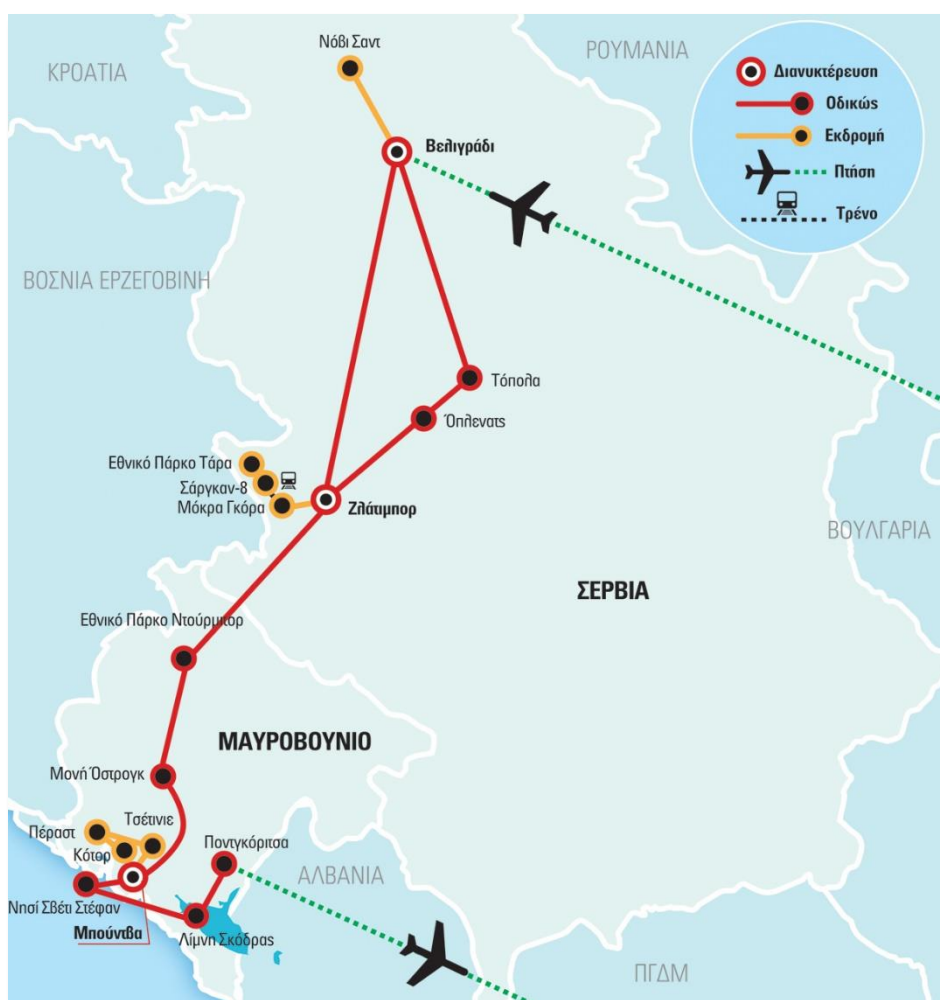 Νόβι Σαντ
ΚΡΟΑΤΙΑ
ΡΟΥΜΑΝΙΑ
Διανυκτέρευση
Οδικώς
Εκδρομή
Πτήση
Τρένο
Βελιγράδι
ΒΟΣΝΙΑ ΕΡΖΕΓΟΒΙΝΗ
Τόπολα
Όπλενατς
Εθνικό Πάρκο Τάρα
Σάργκαν-8
Μόκρα Γκόρα
Ζλάτιμπορ
ΒΟΥΛΓΑΡΙΑ
ΣΕΡΒΙΑ
Εθνικό Πάρκο Ντούρμιτορ
ΜΑΥΡΟΒΟΥΝΙΟ
Μονή Όστρογκ
Τσέτινιε
Πέραστ
Κότορ
Ποντγκόριτσα
ΑΛΒΑΝΙΑ
Νησί Σβέτι Στέφαν
Μπούντβα
Λίμνη Σκόδρας
ΠΓΔΜ